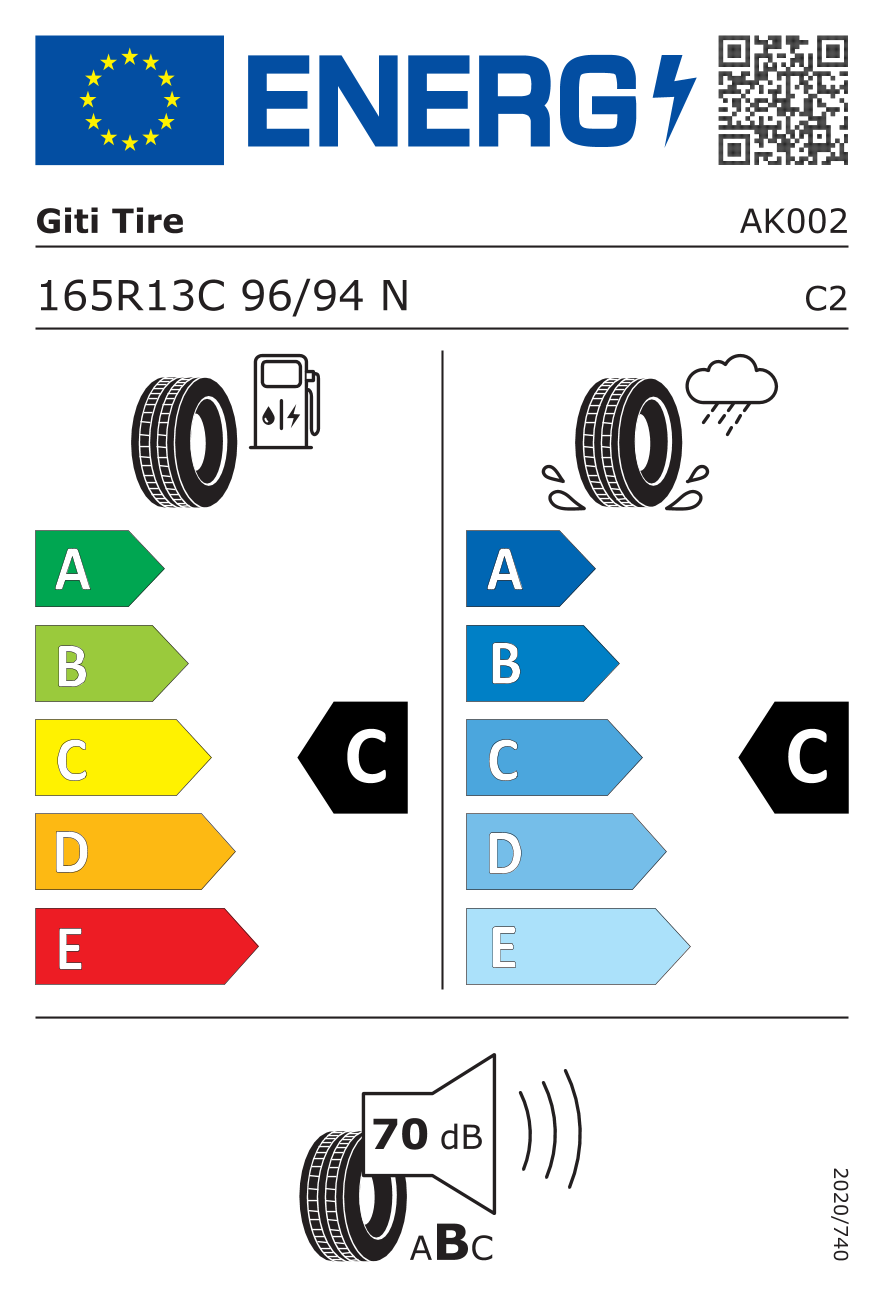 ENERG
Giti Tire AK002
165R13C 96/94 N C2
A A
B B
C C C C
D D
E E
70 dB
ABC
2020/740